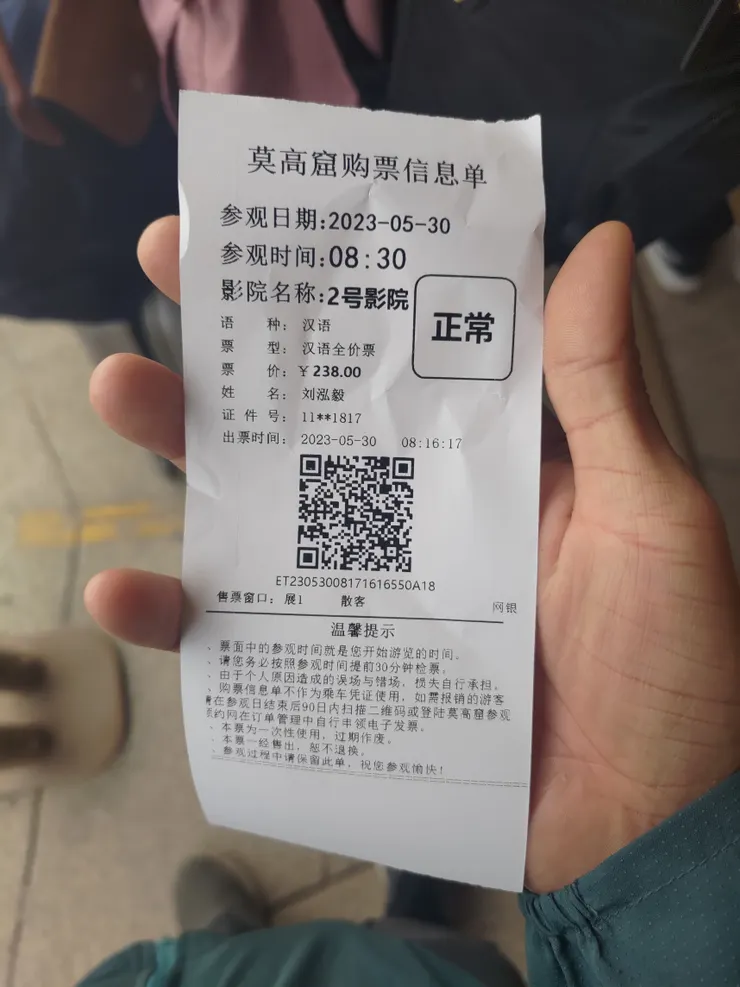 莫高窟购票信息单
参观日期:2023-05-30
参观时间:08:30
影院名称:2号影院
正常
语 种: 汉语
票 型: 汉语全价票
票 价: ¥ 238.00
姓 名: 刘泓毅
证 件 号: 11**1817
出票时间: 2023-05-30 08:16:17
ET23053008171616550A18
售票窗口: 展1 散客 网银
温馨提示
、票面中的参观时间就是您开始游览的时间。
、请您务必按照参观时间提前30分钟检票。
、由于个人原因造成的误场与错场，损失自行承担。
、购票信息单不作为乘车凭证使用，如需报销的游客
请在参观日结束后90日内扫描二维码或登陆莫高窟参观
预约网在订单管理中自行申领电子发票。
、本票为一次性使用，过期作废。
、本票一经售出，恕不退换。
、参观过程中请保留此单，祝您参观愉快!